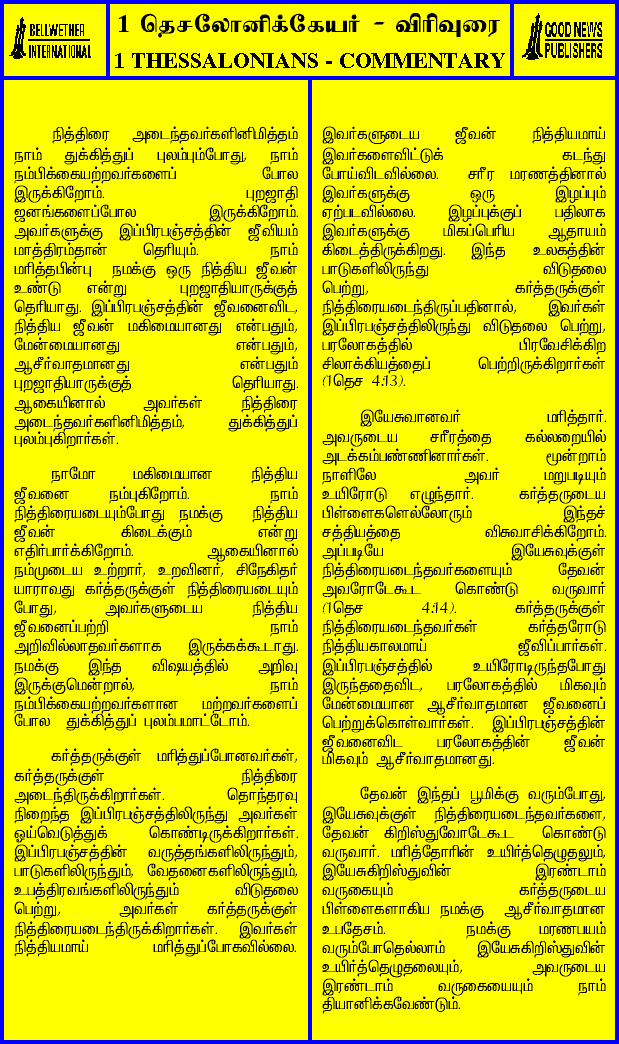 BELLWETHER
INTERNATIONAL
1 தெசலோனிக்கேயர் - விரிவுரை
1 THESSALONIANS - COMMENTARY
GOOD NEWS
PUBLISHERS
நித்திரை அடைந்தவர்களினிமித்தம்
நாம் துக்கித்துப் புலம்பும்போது, நாம்
நம்பிக்கையற்றவர்களைப் போல
இருக்கிறோம். புறஜாதி
ஜனங்களைப்போல இருக்கிறோம்.
அவர்களுக்கு இப்பிரபஞ்சத்தின் ஜீவியம்
மாத்திரம்தான் தெரியும். நாம்
மரித்தபின்பு நமக்கு ஒரு நித்திய ஜீவன்
உண்டு என்று புறஜாதியாருக்குத்
தெரியாது. இப்பிரபஞ்சத்தின் ஜீவனைவிட,
நித்திய ஜீவன் மகிமையானது என்பதும்,
மேன்மையானது என்பதும்,
ஆசீர்வாதமானது என்பதும்
புறஜாதியாருக்குத் தெரியாது.
ஆகையினால் அவர்கள் நித்திரை
அடைந்தவர்களினிமித்தம், துக்கித்துப்
புலம்புகிறார்கள்.
நாமோ மகிமையான நித்திய
ஜீவனை நம்புகிறோம். நாம்
நித்திரையடையும்போது நமக்கு நித்திய
ஜீவன் கிடைக்கும் என்று
எதிர்பார்க்கிறோம். ஆகையினால்
நம்முடைய உற்றார், உறவினர், சிநேகிதர்
யாராவது கர்த்தருக்குள் நித்திரையடையும்
போது, அவர்களுடைய நித்திய
ஜீவனைப்பற்றி நாம்
அறிவில்லாதவர்களாக இருக்கக்கூடாது.
நமக்கு இந்த விஷயத்தில் அறிவு
இருக்குமென்றால், நாம்
நம்பிக்கையற்றவர்களான மற்றவர்களைப்
போல துக்கித்துப் புலம்பமாட்டோம்.
கர்த்தருக்குள் மரித்துப்போனவர்கள்,
கர்த்தருக்குள் நித்திரை
அடைந்திருக்கிறார்கள். தொந்தரவு
நிறைந்த இப்பிரபஞ்சத்திலிருந்து அவர்கள்
ஓய்வெடுத்துக் கொண்டிருக்கிறார்கள்.
இப்பிரபஞ்சத்தின் வருத்தங்களிலிருந்தும்,
பாடுகளிலிருந்தும், வேதனைகளிலிருந்தும்,
உபத்திரவங்களிலிருந்தும் விடுதலை
பெற்று, அவர்கள் கர்த்தருக்குள்
நித்திரையடைந்திருக்கிறார்கள். இவர்கள்
நித்தியமாய் மரித்துப்போகவில்லை.
இவர்களுடைய ஜீவன் நித்தியமாய்
இவர்களைவிட்டுக் கடந்து
போய்விடவில்லை. சரீர மரணத்தினால்
இவர்களுக்கு ஒரு இழப்பும்
ஏற்படவில்லை. இழப்புக்குப் பதிலாக
இவர்களுக்கு மிகப்பெரிய ஆதாயம்
கிடைத்திருக்கிறது. இந்த உலகத்தின்
பாடுகளிலிருந்து விடுதலை
பெற்று, கர்த்தருக்குள்
நித்திரையடைந்திருப்பதினால், இவர்கள்
இப்பிரபஞ்சத்திலிருந்து விடுதலை பெற்று,
பரலோகத்தில் பிரவேசிக்கிற
சிலாக்கியத்தைப் பெற்றிருக்கிறார்கள்
(1தெச 4:13).
இயேசுவானவர் மரித்தார்.
அவருடைய சரீரத்தை கல்லறையில்
அடக்கம்பண்ணினார்கள். மூன்றாம்
நாளிலே அவர் மறுபடியும்
உயிரோடு எழுந்தார். கர்த்தருடைய
பிள்ளைகளெல்லோரும் இந்தச்
சத்தியத்தை விசுவாசிக்கிறோம்.
அப்படியே இயேசுவுக்குள்
நித்திரையடைந்தவர்களையும் தேவன்
அவரோடேகூட கொண்டு வருவார்
(1தெச 4:14). கர்த்தருக்குள்
நித்திரையடைந்தவர்கள் கர்த்தரோடு
நித்தியகாலமாய் ஜீவிப்பார்கள்.
இப்பிரபஞ்சத்தில் உயிரோடிருந்தபோது
இருந்ததைவிட, பரலோகத்தில் மிகவும்
மேன்மையான ஆசீர்வாதமான ஜீவனைப்
பெற்றுக்கொள்வார்கள். இப்பிரபஞ்சத்தின்
ஜீவனைவிட பரலோகத்தின் ஜீவன்
மிகவும் ஆசீர்வாதமானது.
தேவன் இந்தப் பூமிக்கு வரும்போது,
இயேசுவுக்குள் நித்திரையடைந்தவர்களை,
தேவன் கிறிஸ்துவோடேகூட கொண்டு
வருவார். மரித்தோரின் உயிர்த்தெழுதலும்,
இயேசுகிறிஸ்துவின் இரண்டாம்
வருகையும் கர்த்தருடைய
பிள்ளைகளாகிய நமக்கு ஆசீர்வாதமான
உபதேசம். நமக்கு மரணபயம்
வரும்போதெல்லாம் இயேசுகிறிஸ்துவின்
உயிர்த்தெழுதலையும், அவருடைய
இரண்டாம் வருகையையும் நாம்
தியானிக்கவேண்டும்.